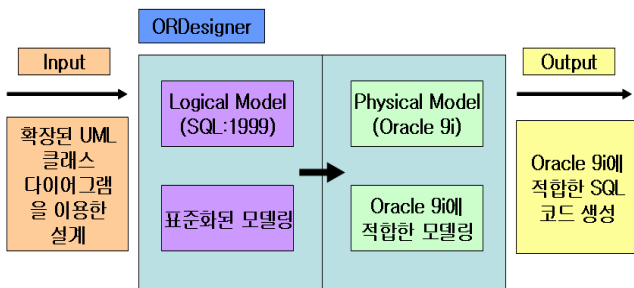 ORDesigner
Input
확장된 UML
클래스
다이어그램
을 이용한
설계
Logical Model
(SQL:1999)
표준화된 모델링
Physical Model
(Oracle 9i)
Oracle 9i에
적합한 모델링
Output
Oracle 9i에
적합한 SQL
코드 생성